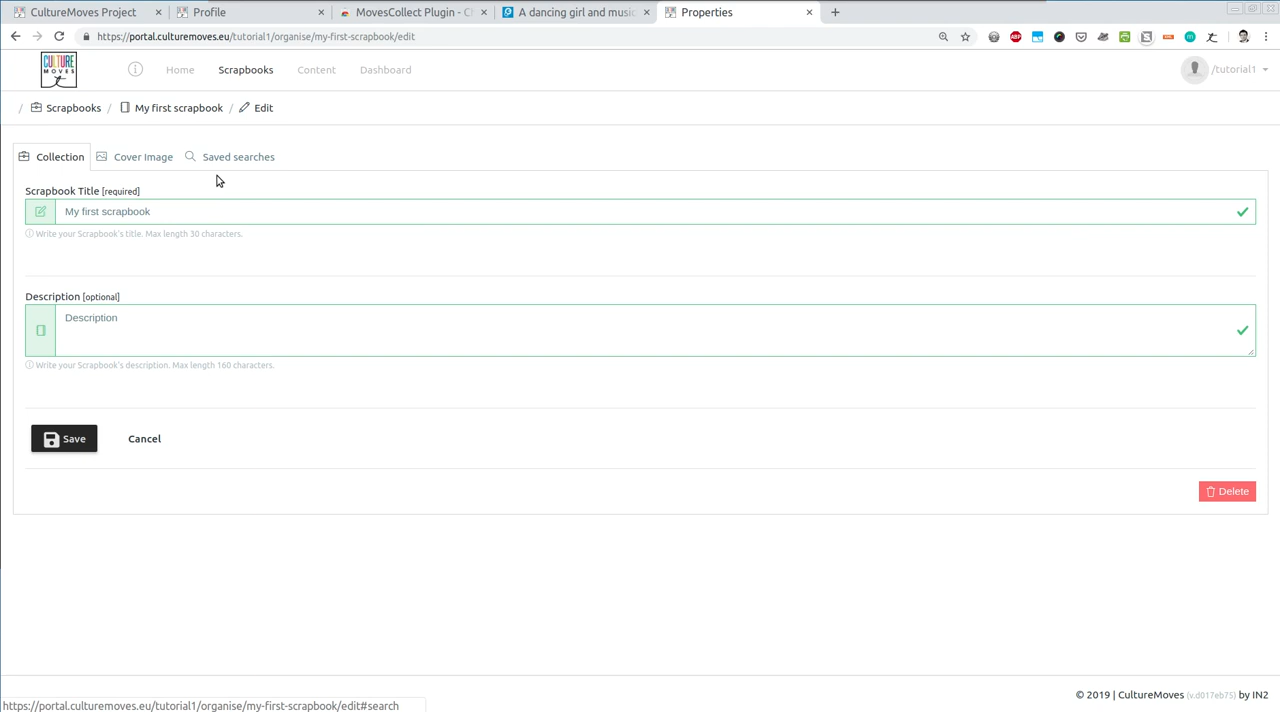 CultureMoves Project
Profile
MovesCollect Plugin - C
A dancing girl and music
Properties
https://portal.culturemoves.eu/tutorial1/organise/my-first-scrapbook/edit
CULTURE MOVES
Home
Scrapbooks
Content
Dashboard
/tutorial1
/ Scrapbooks / My first scrapbook / Edit
Collection
Cover Image
Saved searches
Scrapbook Title [required]
My first scrapbook
Write your Scrapbook's title. Max length 30 characters.
Description [optional]
Description
Write your Scrapbook's description. Max length 160 characters.
Save
Cancel
Delete
© 2019 | CultureMoves (v.d017eb75) by IN2
https://portal.culturemoves.eu/tutorial1/organise/my-first-scrapbook/edit#search